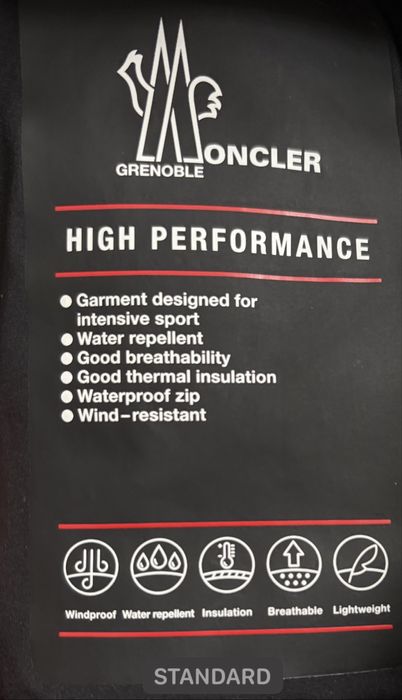 MONCLER
GRENOBLE
HIGH PERFORMANCE
● Garment designed for
intensive sport
● Water repellent
● Good breathability
● Good thermal insulation
● Waterproof zip
● Wind-resistant
Windproof Water repellent Insulation Breathable Lightweight
STANDARD